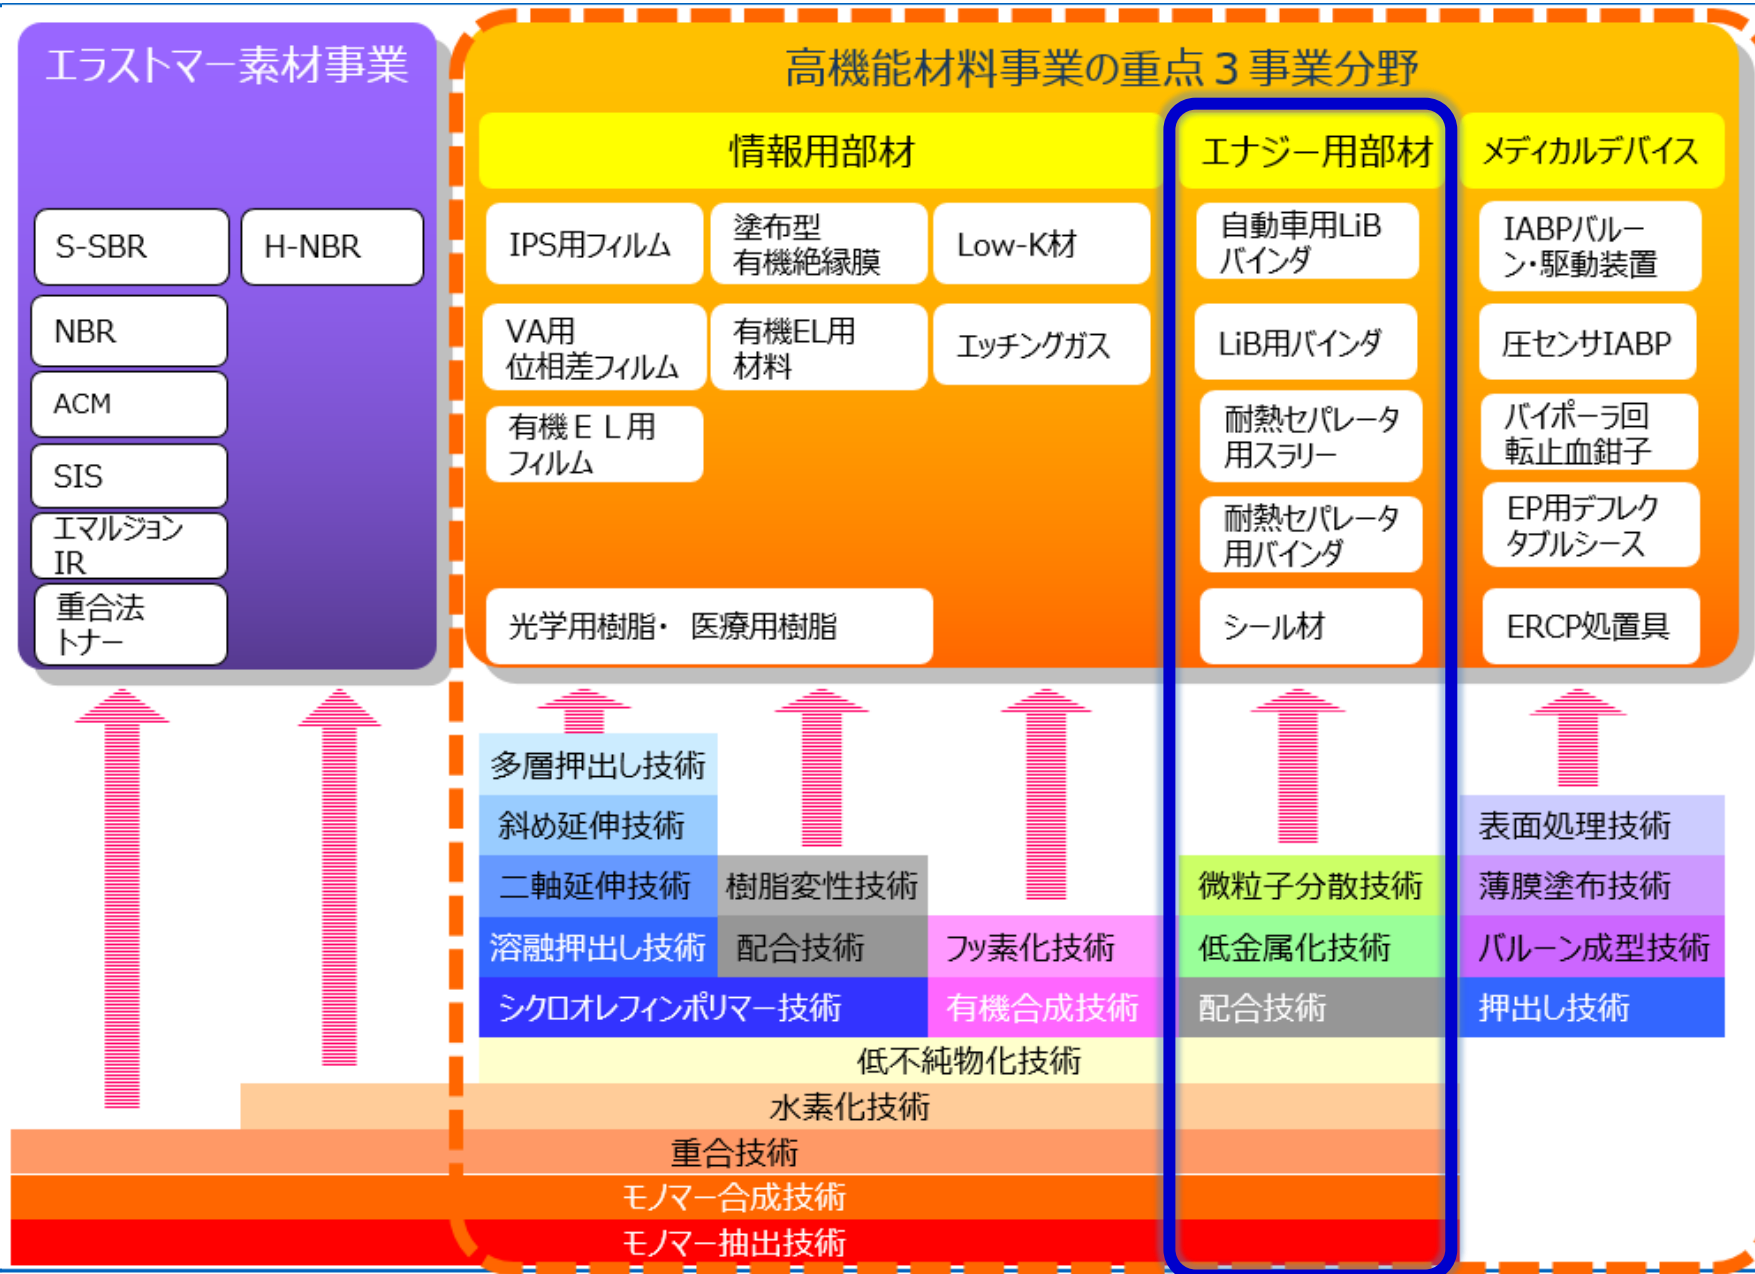 エラストマー素材事業
S-SBR
H-NBR
NBR
ACM
SIS
エマルジョン
IR
重合法
トナー
高機能材料事業の重点３事業分野
情報用部材
IPS用フィルム
塗布型
有機絶縁膜
Low-K材
VA用
位相差フィルム
有機EL用
材料
エッチングガス
有機ＥＬ用
フィルム
光学用樹脂・ 医療用樹脂
エナジー用部材
自動車用LiB
バインダ
LiB用バインダ
耐熱セパレータ
用スラリー
耐熱セパレータ
用バインダ
シール材
メディカルデバイス
IABPバルー
ン・駆動装置
圧センサIABP
バイポーラ回
転止血鉗子
EP用デフレク
タブルシース
ERCP処置具
多層押出し技術
斜め延伸技術
二軸延伸技術
溶融押出し技術
樹脂変性技術
配合技術
シクロオレフィンポリマー技術
フッ素化技術
有機合成技術
微粒子分散技術
低金属化技術
配合技術
表面処理技術
薄膜塗布技術
バルーン成型技術
押出し技術
低不純物化技術
水素化技術
重合技術
モノマー合成技術
モノマー抽出技術